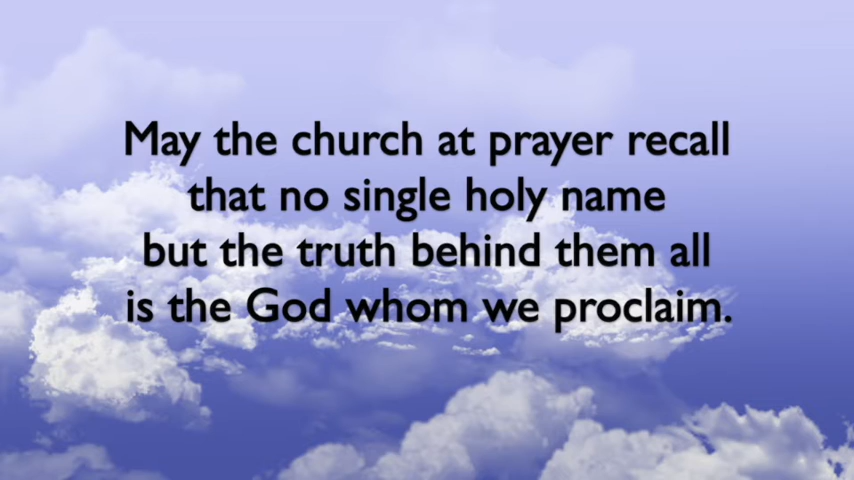 May the church at prayer recall
that no single holy name
but the truth behind them all
is the God whom we proclaim.